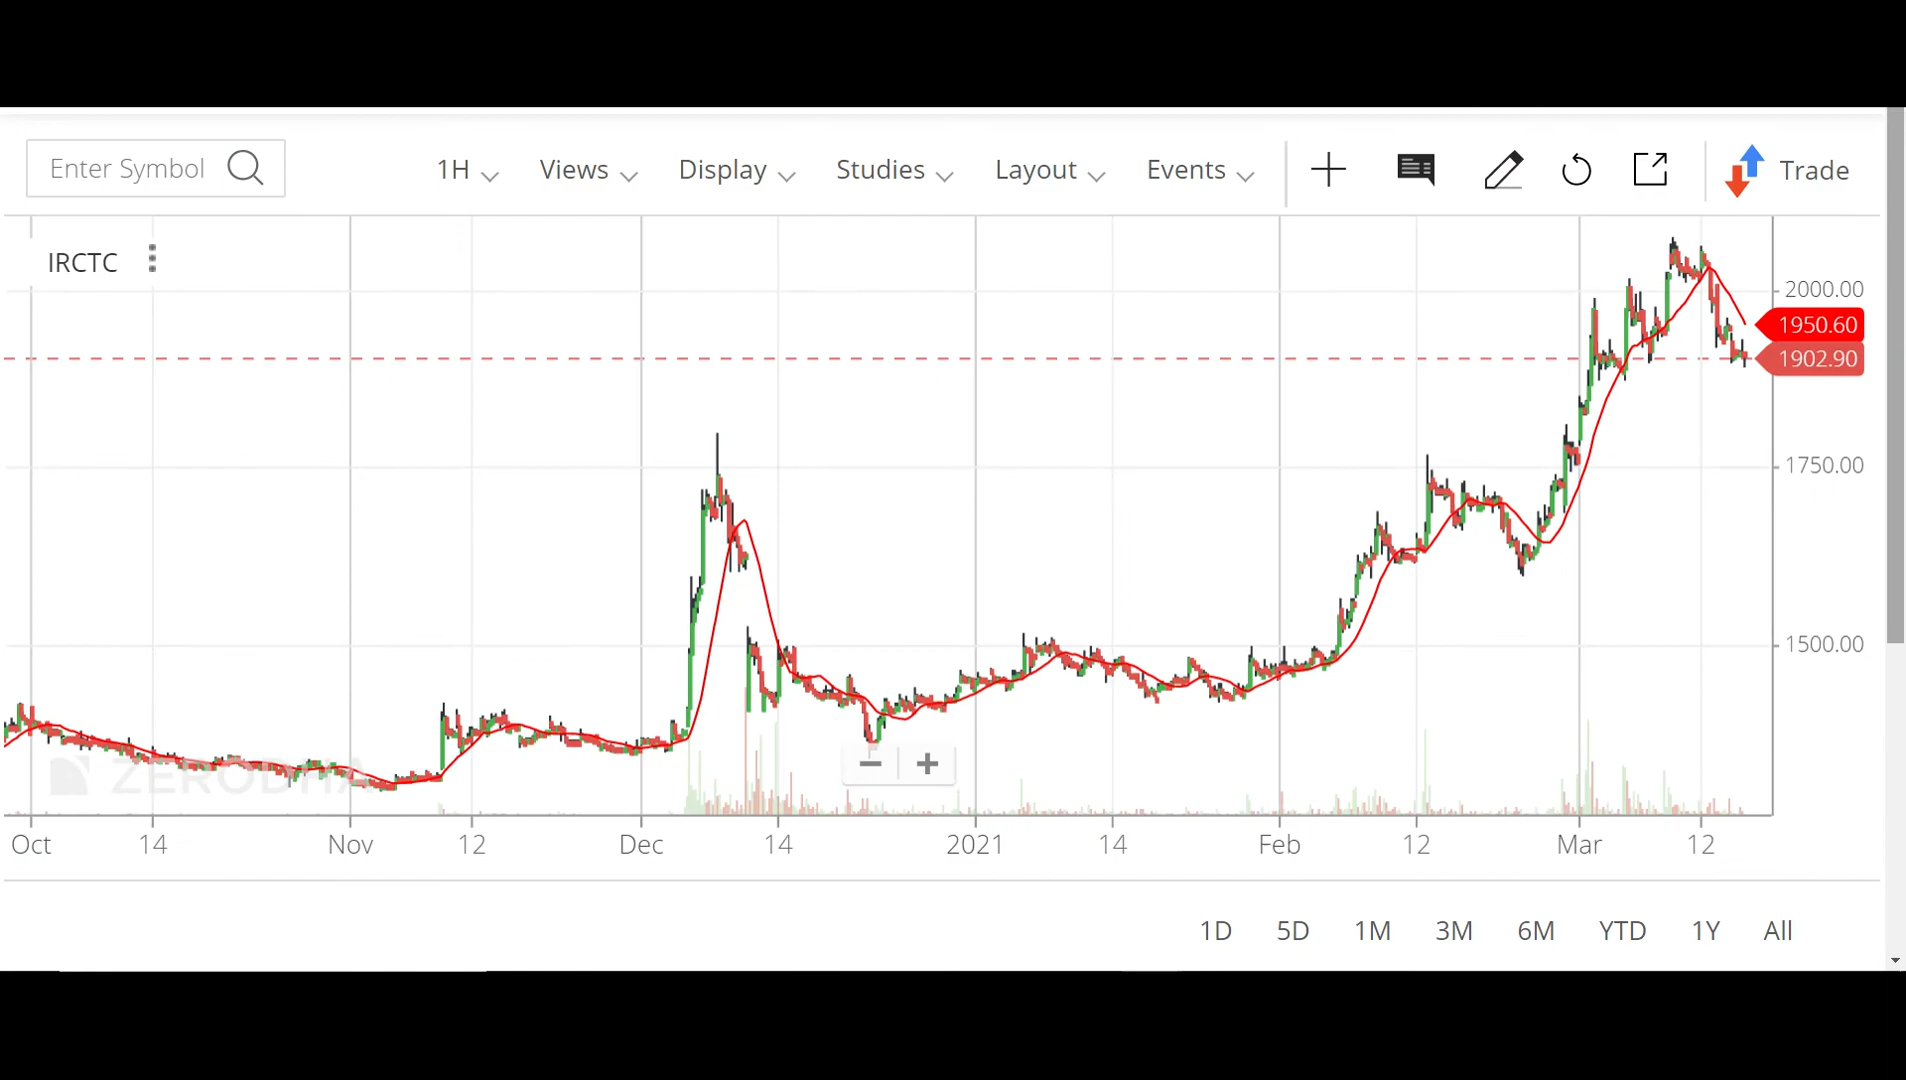 Enter Symbol 1H Views Display Studies Layout Events Trade
IRCTC
2000.00
1950.60
1902.90
1750.00
1500.00
ZERODHA
Oct 14 Nov 12 Dec 14 2021 14 Feb 12 Mar 12
1D 5D 1M 3M 6M YTD 1Y All